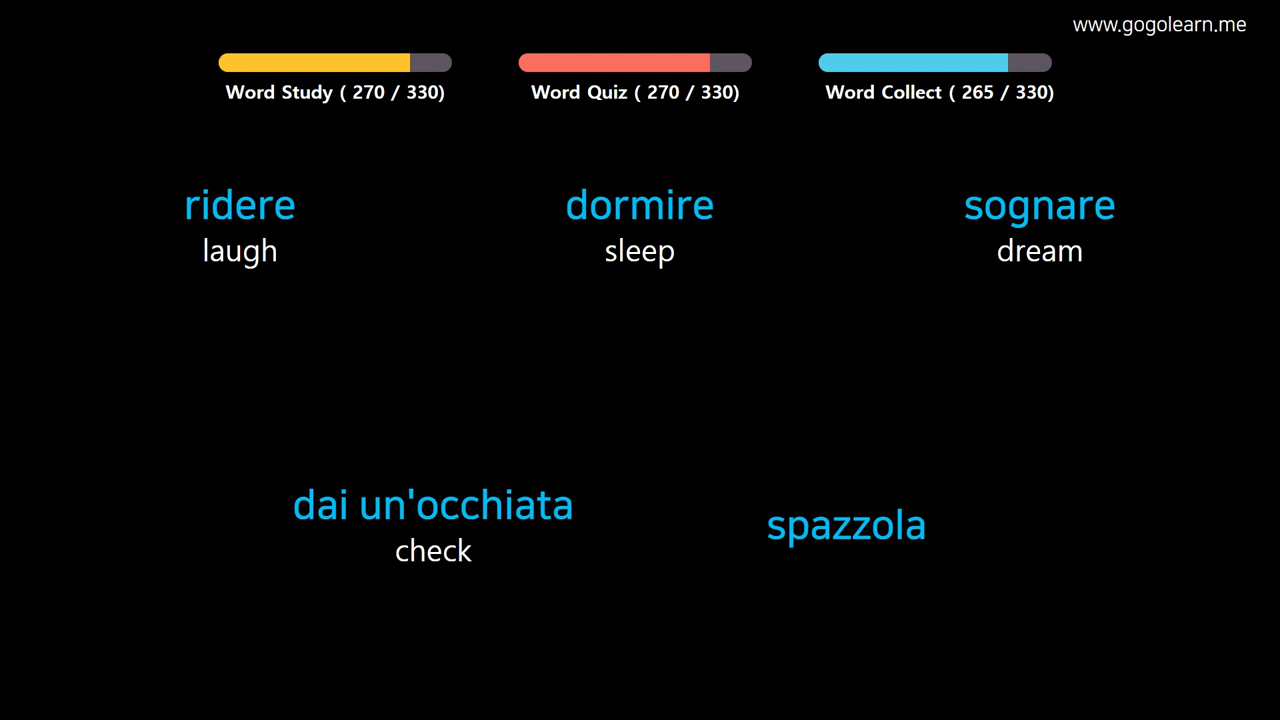 www.gogolearn.me
Word Study ( 270 / 330)
Word Quiz ( 270 / 330)
Word Collect ( 265 / 330)
ridere
laugh
dormire
sleep
sognare
dream
dai un'occhiata
check
spazzola